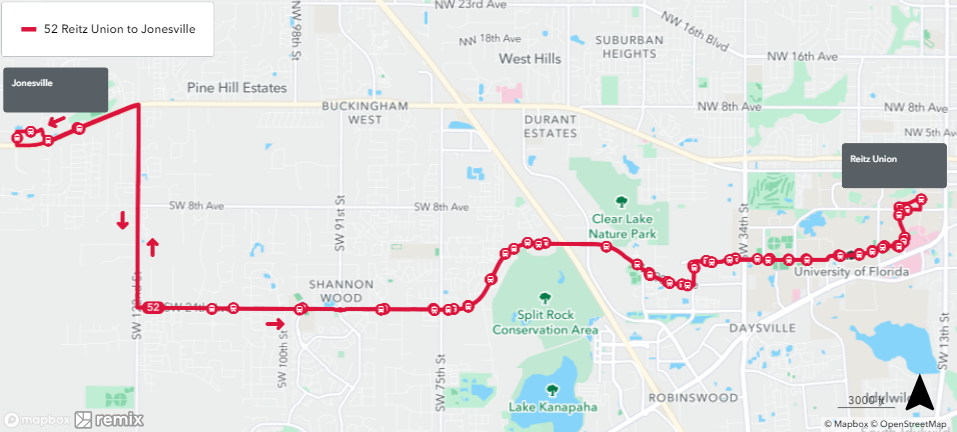 NW 23rd Ave
52 Reitz Union to Jonesville
NW 98th St
NW 16th Blvd
NW 18th Ave
SUBURBAN
HEIGHTS
West Hills
NW 16th Ave
Jonesville
Pine Hill Estates
BUCKINGHAM
WEST
NW 8th Ave
NW 8th Ave
DURANT
ESTATES
NW 5th Av
Reitz Union
SW 8th Ave
SW 91st St
SW 8th Ave
Clear Lake
Nature Park
SW 34th St
University of Florida
SHANNON
WOOD
52
SW 24th
SW 122nd St
Split Rock
Conservation Area
DAYSVILLE
SW 13th St
SW 100th St
SW 75th St
Lake Kanapaha
ROBINSWOOD
3000 ft
Idylwild
mapbox
remix
© Mapbox © OpenStreetMap